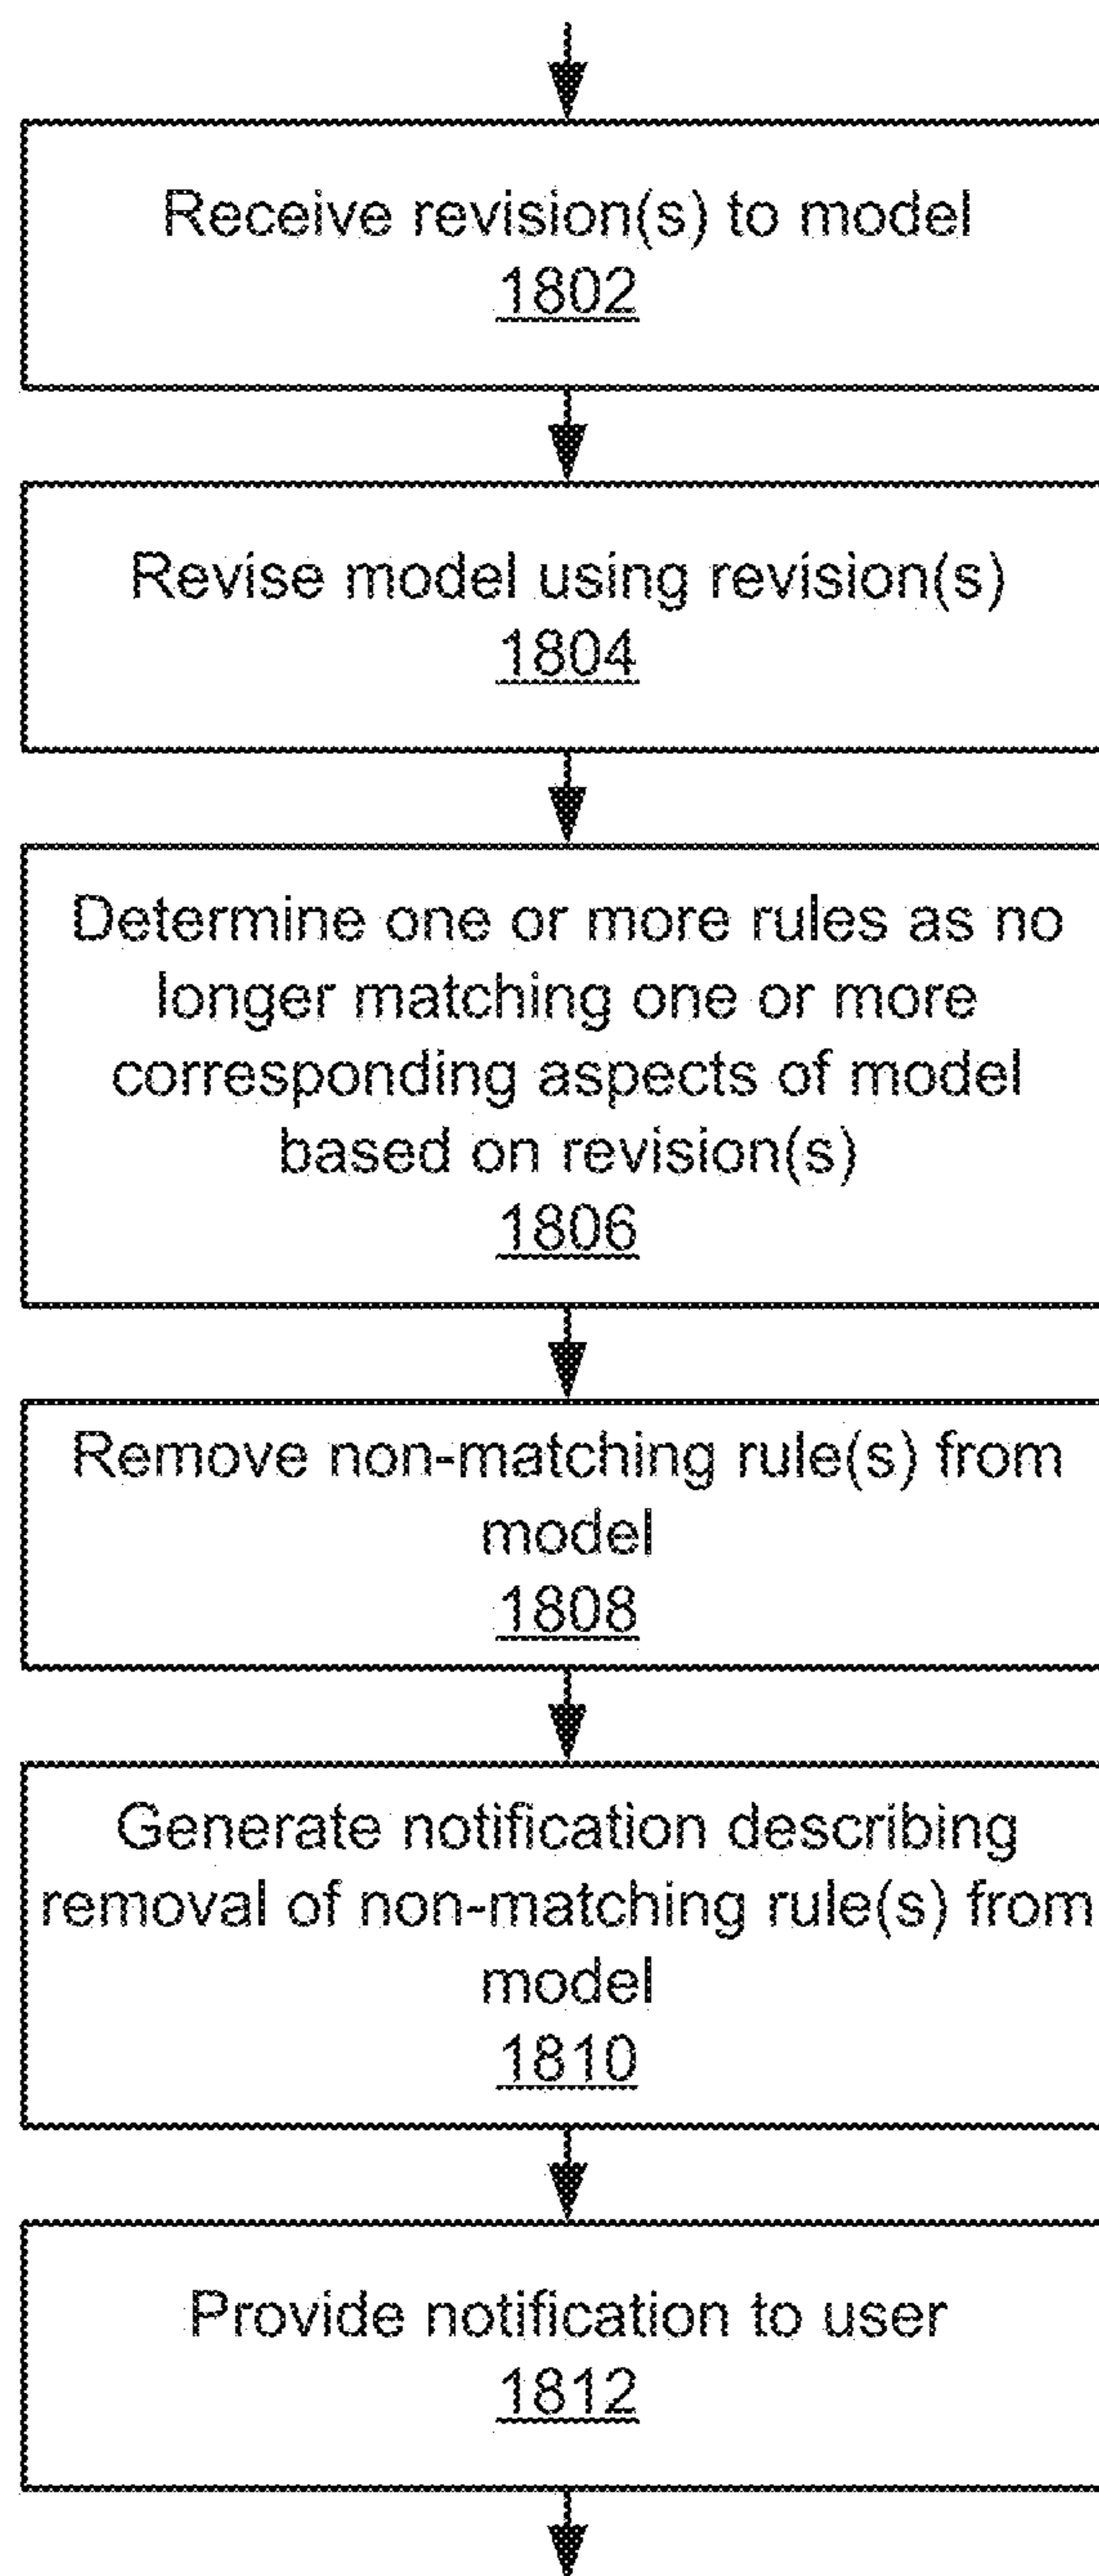 Receive revision(s) to model
1802
Revise model using revision(s)
1804
Determine one or more rules as no
longer matching one or more
corresponding aspects of model
based on revision(s)
1806
Remove non-matching rule(s) from
model
1808
Generate notification describing
removal of non-matching rule(s) from
model
1810
Provide notification to user
1812